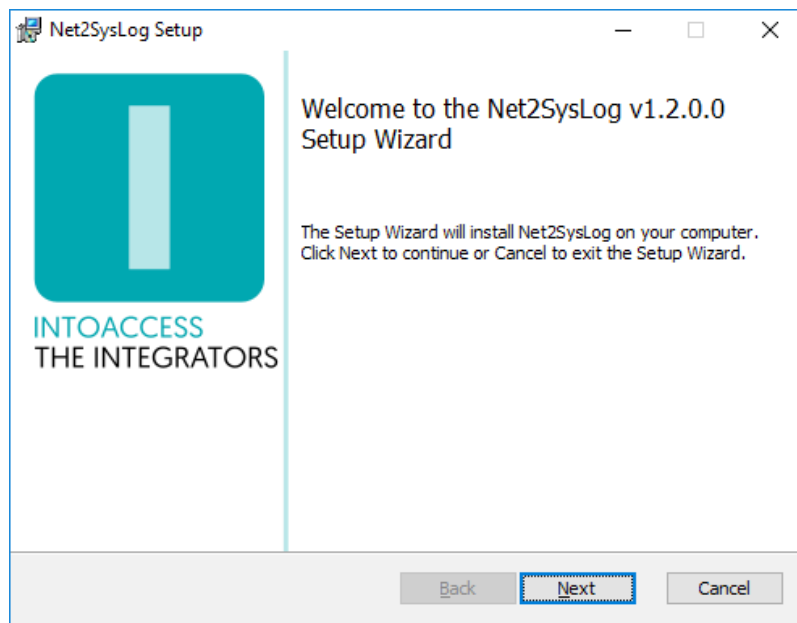 Net2SysLog Setup
Welcome to the Net2SysLog v1.2.0.0
Setup Wizard
The Setup Wizard will install Net2SysLog on your computer.
Click Next to continue or Cancel to exit the Setup Wizard.
INTOACCESS
THE INTEGRATORS
Back Next Cancel